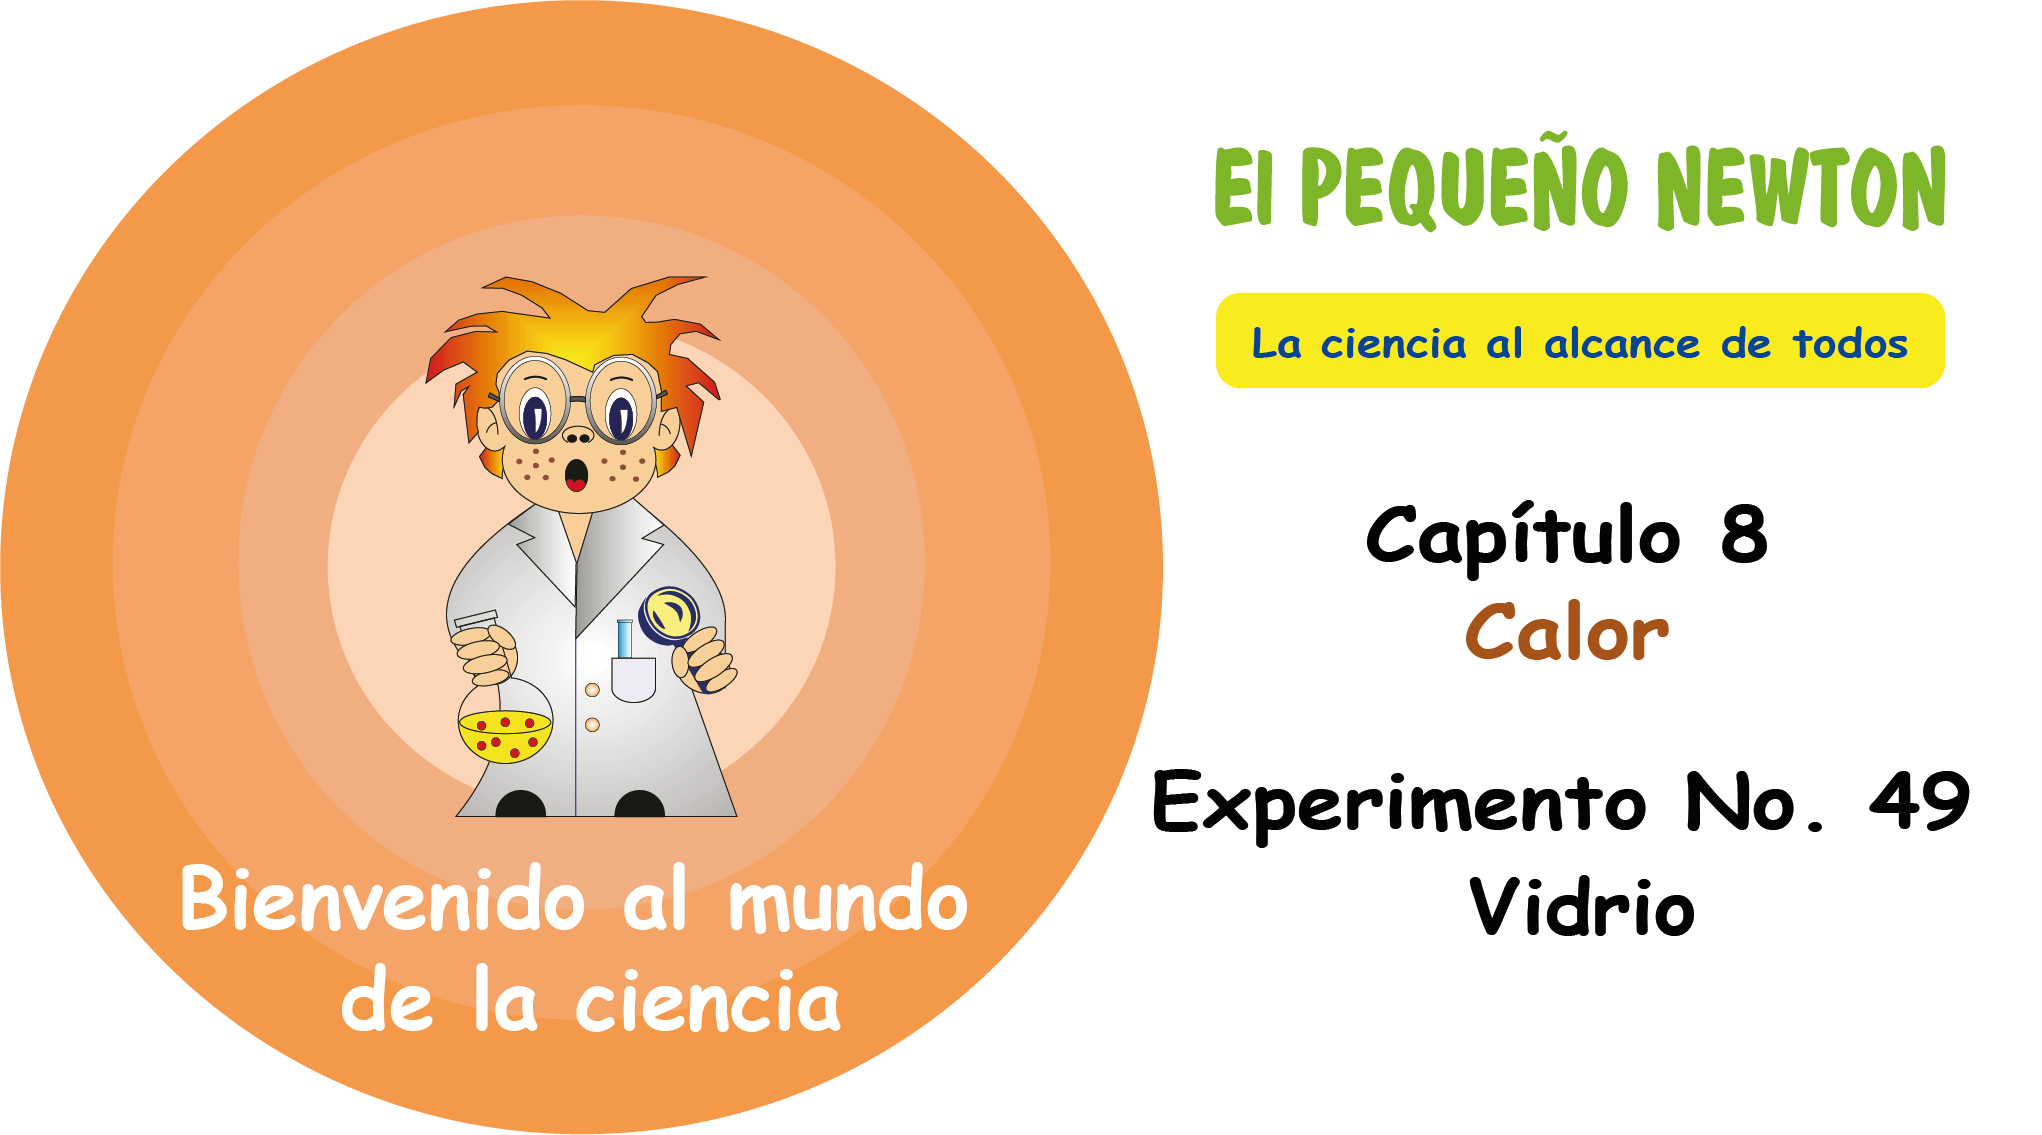 El PEQUEÑO NEWTON
La ciencia al alcance de todos
Capítulo 8
Calor
Experimento No. 49
Vidrio
Bienvenido al mundo
de la ciencia